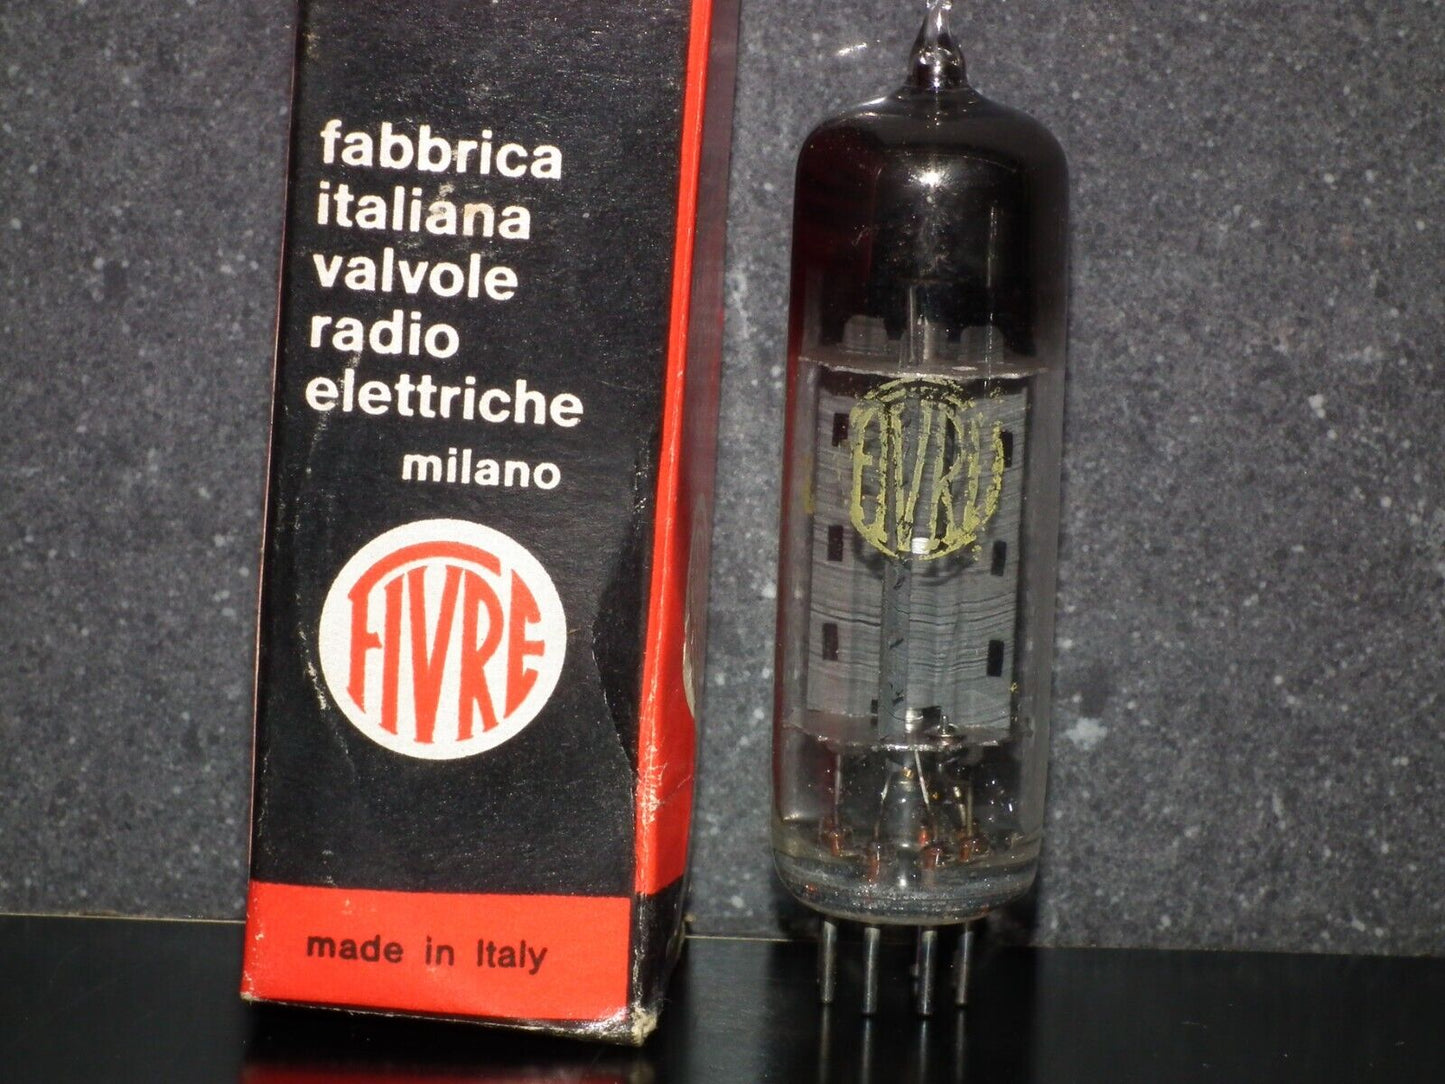 fabbrica
italiana
valvole
radio
elettriche
milano
FIVRE
made in Italy
FIVRE